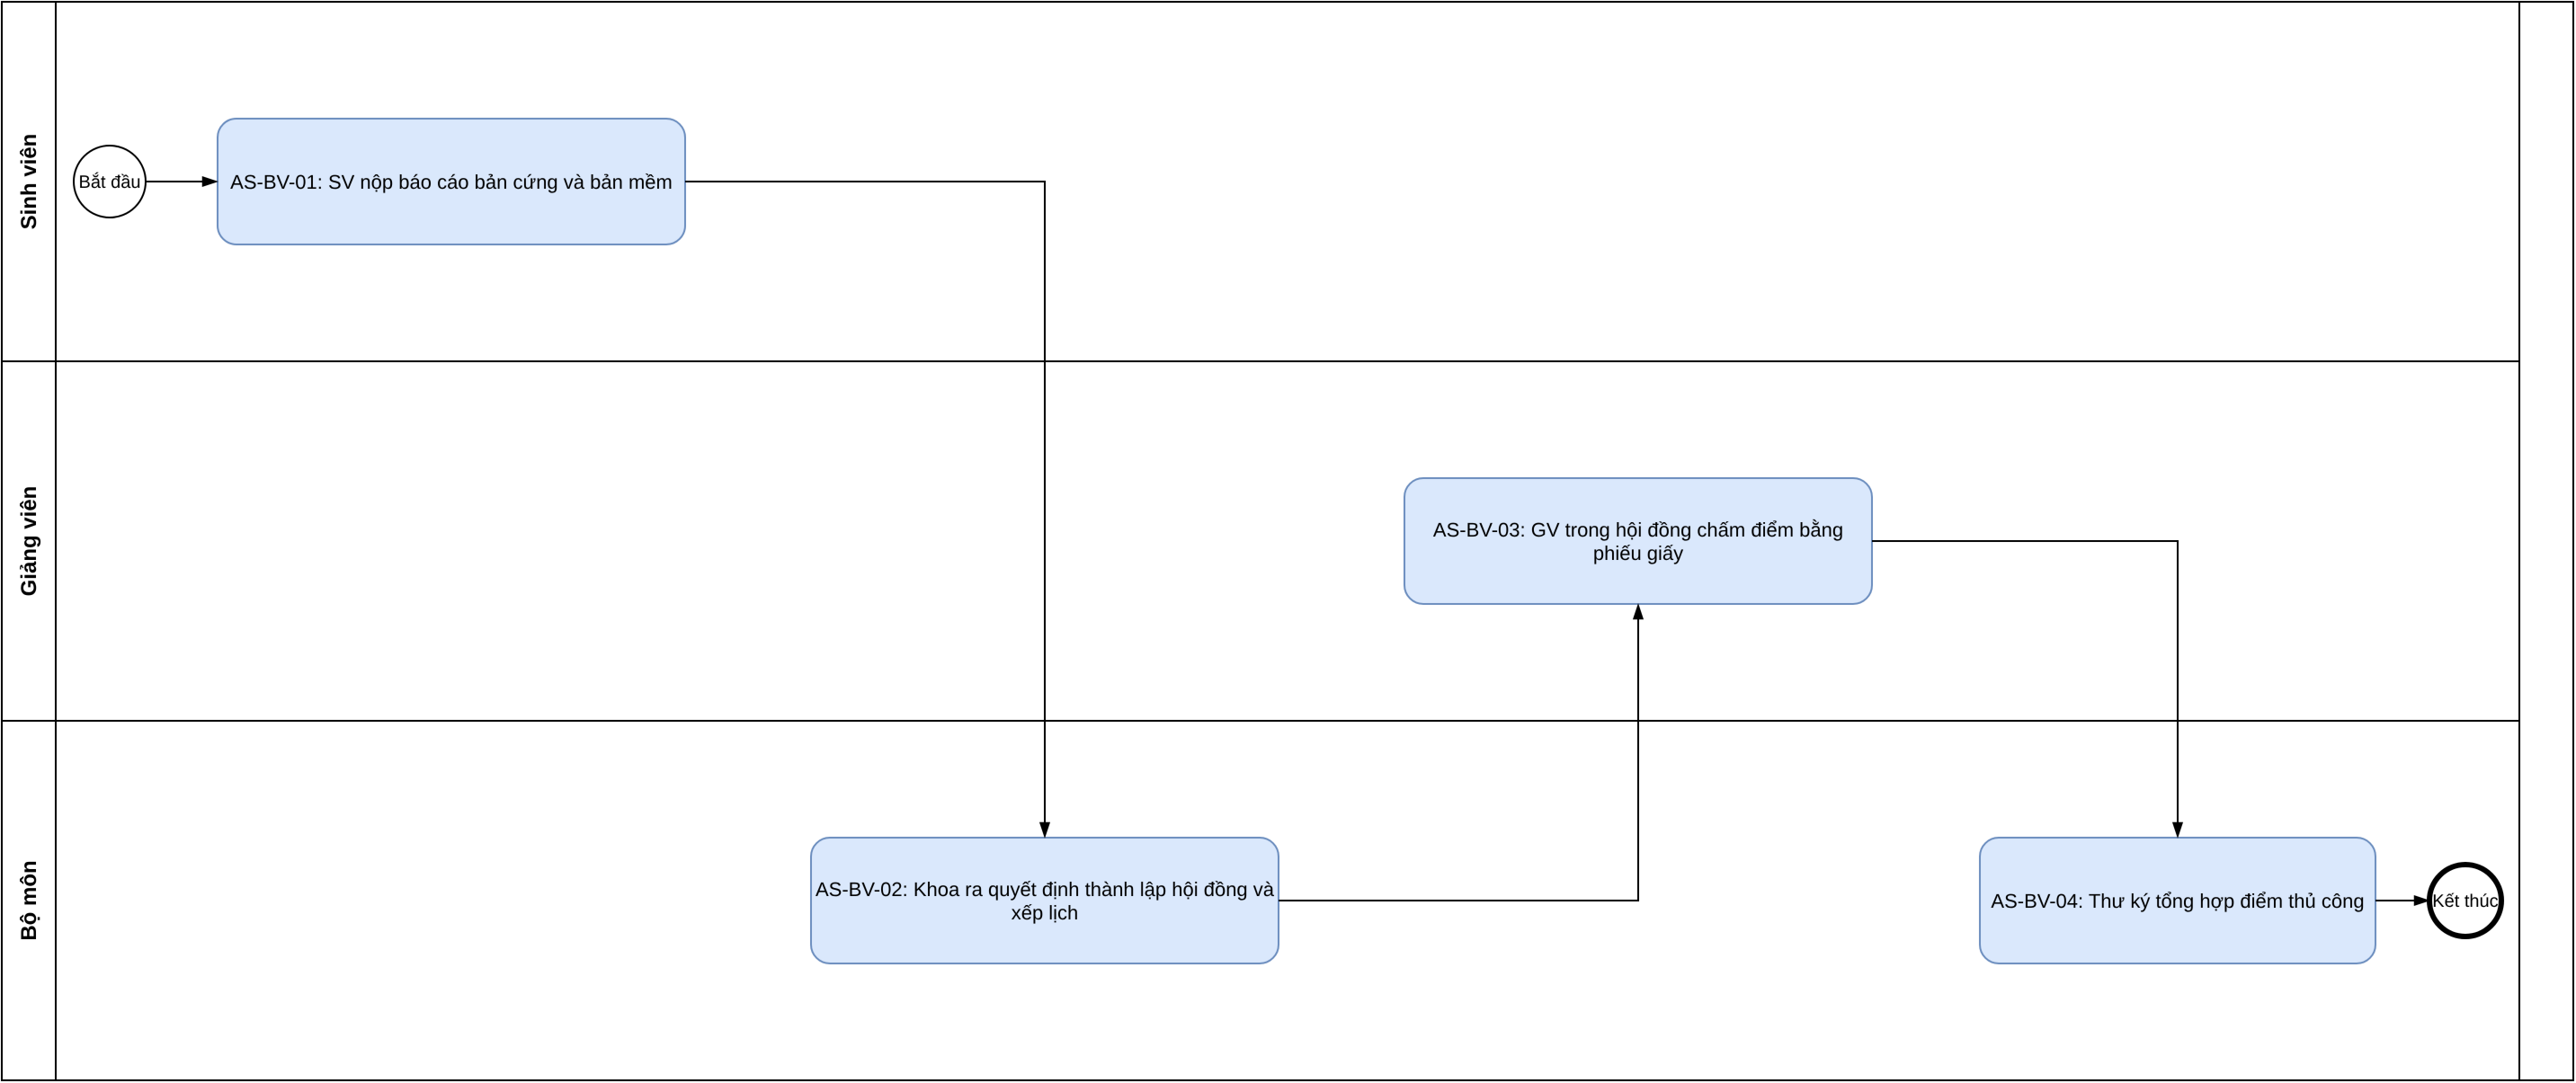 Sinh viên
Bắt đầu
AS-BV-01: SV nộp báo cáo bản cứng và bản mềm
Giảng viên
AS-BV-03: GV trong hội đồng chấm điểm bằng
phiếu giấy
Bộ môn
AS-BV-02: Khoa ra quyết định thành lập hội đồng và
xếp lịch
AS-BV-04: Thư ký tổng hợp điểm thủ công
Kết thúc